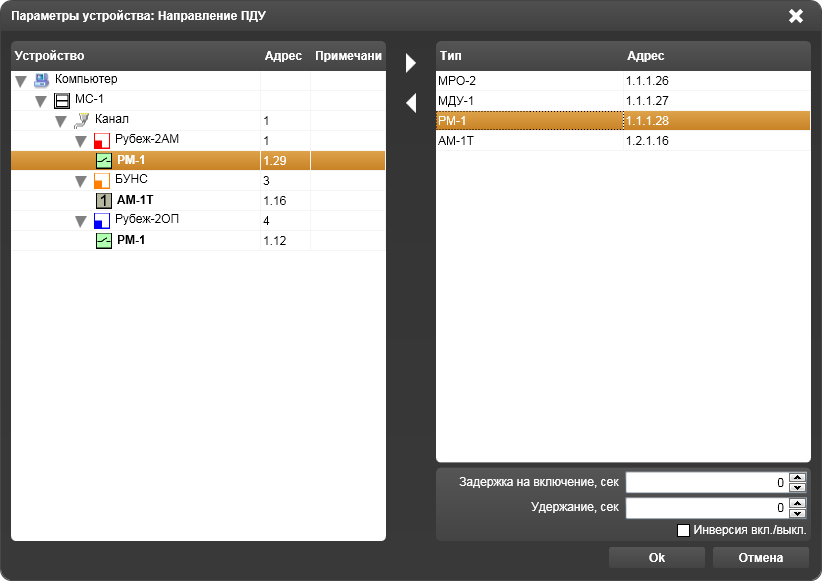 Параметры устройства: Направление ПДУ
Устройство Адрес Примечани
Компьютер
МС-1
Канал 1
Рубеж-2АМ 1
РМ-1 1.29
БУНС 3
1 АМ-1Т 1.16
Рубеж-2ОП 4
РМ-1 1.12
Тип Адрес
МРО-2 1.1.1.26
МДУ-1 1.1.1.27
РМ-1 1.1.1.28
АМ-1Т 1.2.1.16
Задержка на включение, сек 0
Удержание, сек 0
Инверсия вкл./выкл.
Ok Отмена